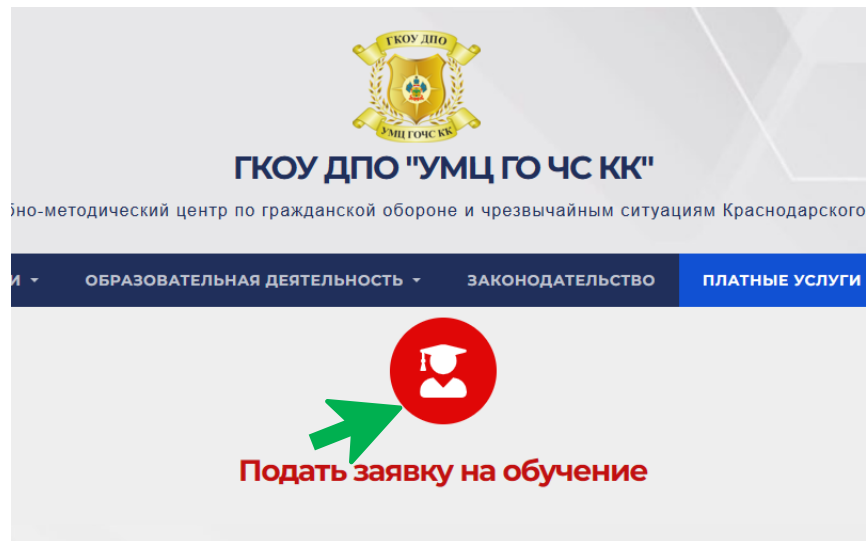 ГКОУ ДПО
УМЦ ГОЧС КК
ГКОУ ДПО "УМЦ ГО ЧС КК"
но-методический центр по гражданской обороне и чрезвычайным ситуациям Краснодарского
И
ОБРАЗОВАТЕЛЬНАЯ ДЕЯТЕЛЬНОСТЬ
ЗАКОНОДАТЕЛЬСТВО
ПЛАТНЫЕ УСЛУГИ
Подать заявку на обучение